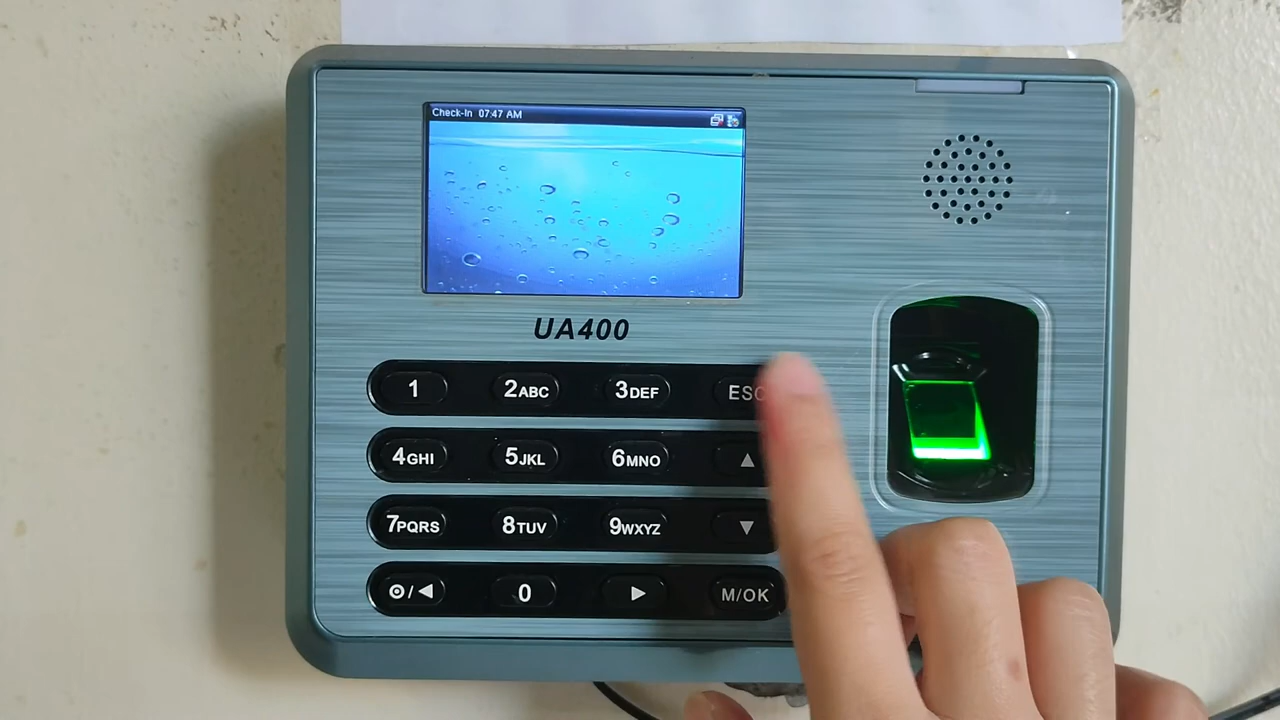 Check-In 07:47 AM
UA400
1 2ABC 3DEF ESC
4GHI 5JKL 6MNO ▲
7PQRS 8TUV 9WXYZ ▼
⊙/◀ 0 ▶ M/OK